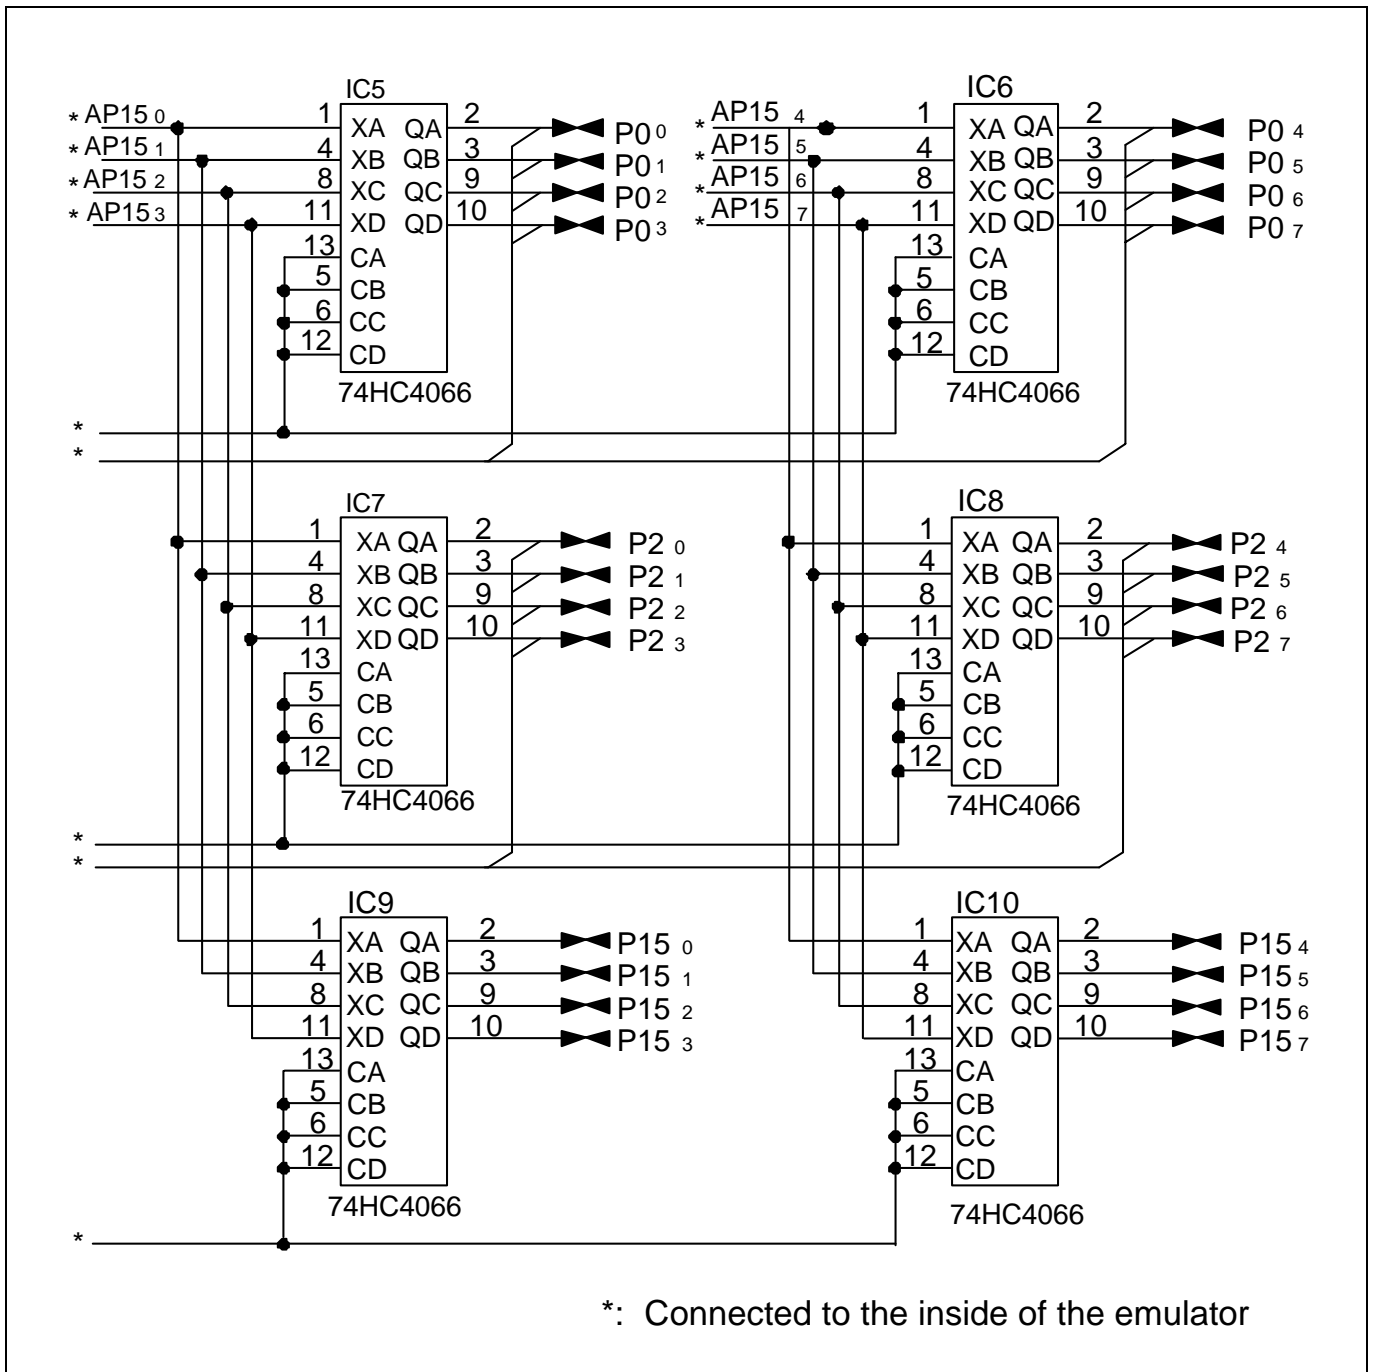 IC5
* AP15 0 1 XA QA 2 P0 0
* AP15 1 4 XB QB 3 P0 1
* AP15 2 8 XC QC 9 P0 2
* AP15 3 11 XD QD 10 P0 3
13 CA
5 CB
6 CC
12 CD
74HC4066
IC6
* AP15 4 1 XA QA 2 P0 4
* AP15 5 4 XB QB 3 P0 5
* AP15 6 8 XC QC 9 P0 6
* AP15 7 11 XD QD 10 P0 7
13 CA
5 CB
6 CC
12 CD
74HC4066
*
*
IC7
1 XA QA 2 P2 0
4 XB QB 3 P2 1
8 XC QC 9 P2 2
11 XD QD 10 P2 3
13 CA
5 CB
6 CC
12 CD
74HC4066
IC8
1 XA QA 2 P2 4
4 XB QB 3 P2 5
8 XC QC 9 P2 6
11 XD QD 10 P2 7
13 CA
5 CB
6 CC
12 CD
74HC4066
*
*
IC9
1 XA QA 2 P15 0
4 XB QB 3 P15 1
8 XC QC 9 P15 2
11 XD QD 10 P15 3
13 CA
5 CB
6 CC
12 CD
74HC4066
IC10
1 XA QA 2 P15 4
4 XB QB 3 P15 5
8 XC QC 9 P15 6
11 XD QD 10 P15 7
13 CA
5 CB
6 CC
12 CD
74HC4066
*
*: Connected to the inside of the emulator